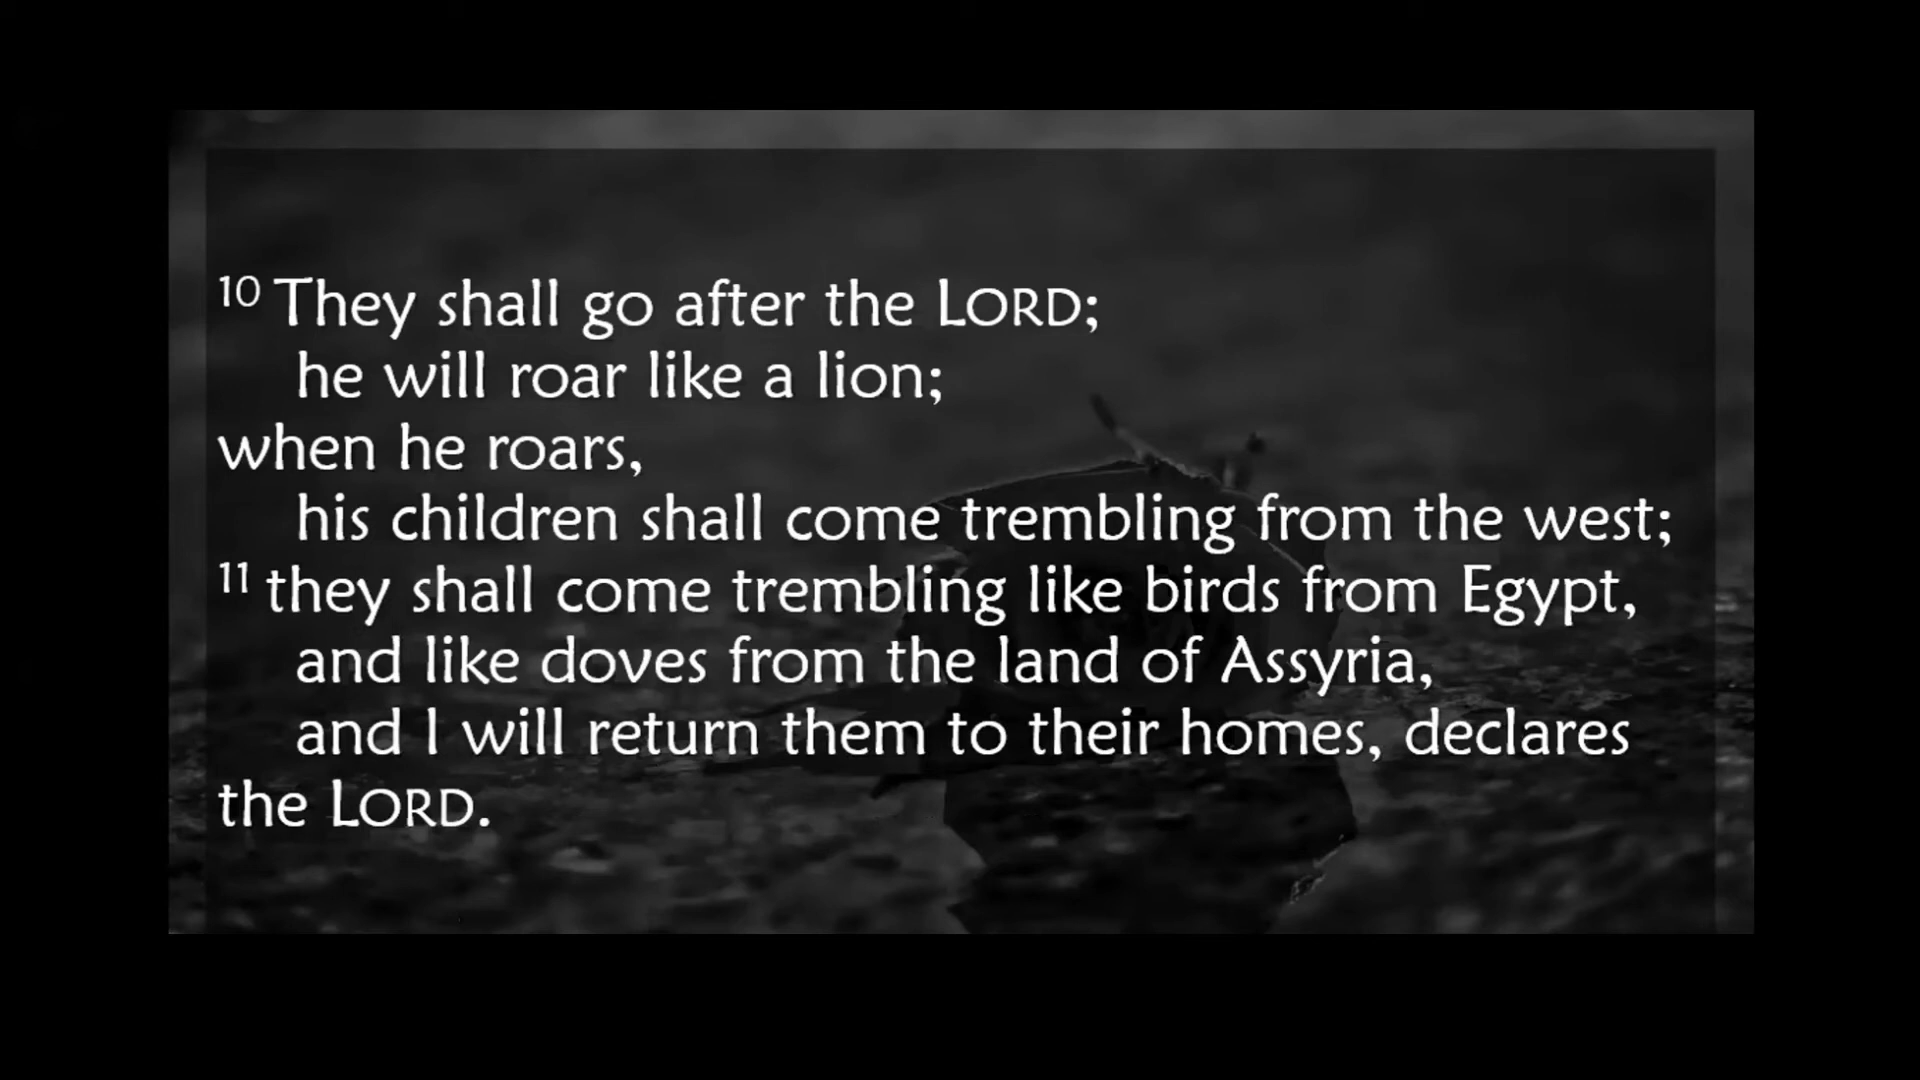 10 They shall go after the LORD;
he will roar like a lion;
when he roars,
his children shall come trembling from the west;
11 they shall come trembling like birds from Egypt,
and like doves from the land of Assyria,
and I will return them to their homes, declares
the LORD.